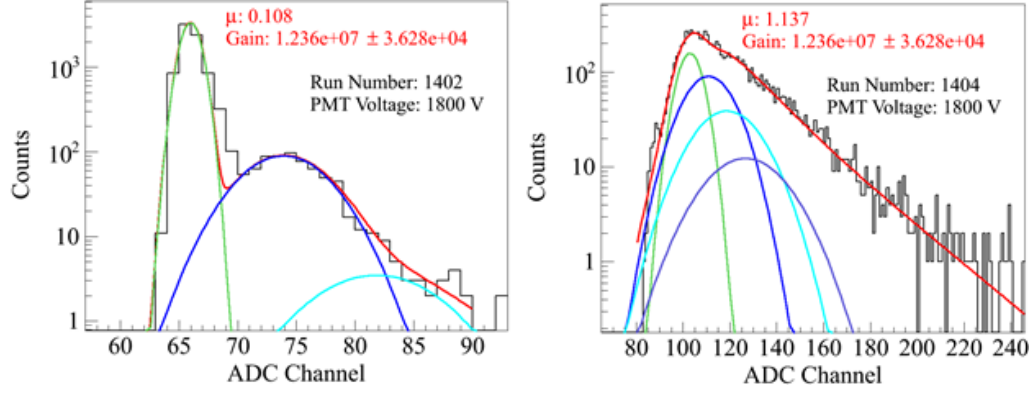 μ: 0.108
Gain: 1.236e+07 ± 3.628e+04
Run Number: 1402
PMT Voltage: 1800 V
Counts
10³
10²
10
1
60 65 70 75 80 85 90
ADC Channel
μ: 1.137
Gain: 1.236e+07 ± 3.628e+04
Run Number: 1404
PMT Voltage: 1800 V
Counts
10²
10
1
80 100 120 140 160 180 200 220 240
ADC Channel